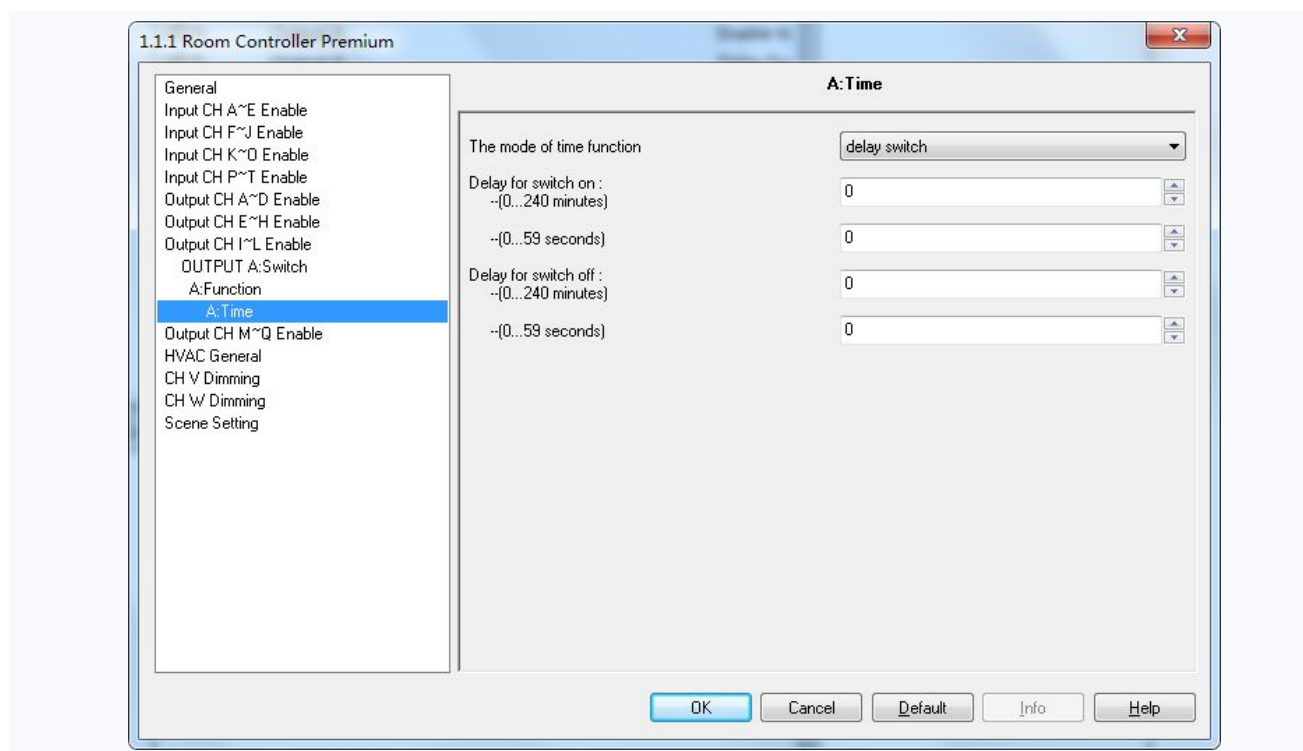 1.1.1 Room Controller Premium
General
Input CH A~E Enable
Input CH F~J Enable
Input CH K~O Enable
Input CH P~T Enable
Output CH A~D Enable
Output CH E~H Enable
Output CH I~L Enable
OUTPUT A:Switch
A:Function
A:Time
Output CH M~Q Enable
HVAC General
CH V Dimming
CH W Dimming
Scene Setting
A:Time
The mode of time function
delay switch
Delay for switch on :
--(0...240 minutes)
0
--(0...59 seconds)
0
Delay for switch off :
--(0...240 minutes)
0
--(0...59 seconds)
0
OK
Cancel
Default
Info
Help